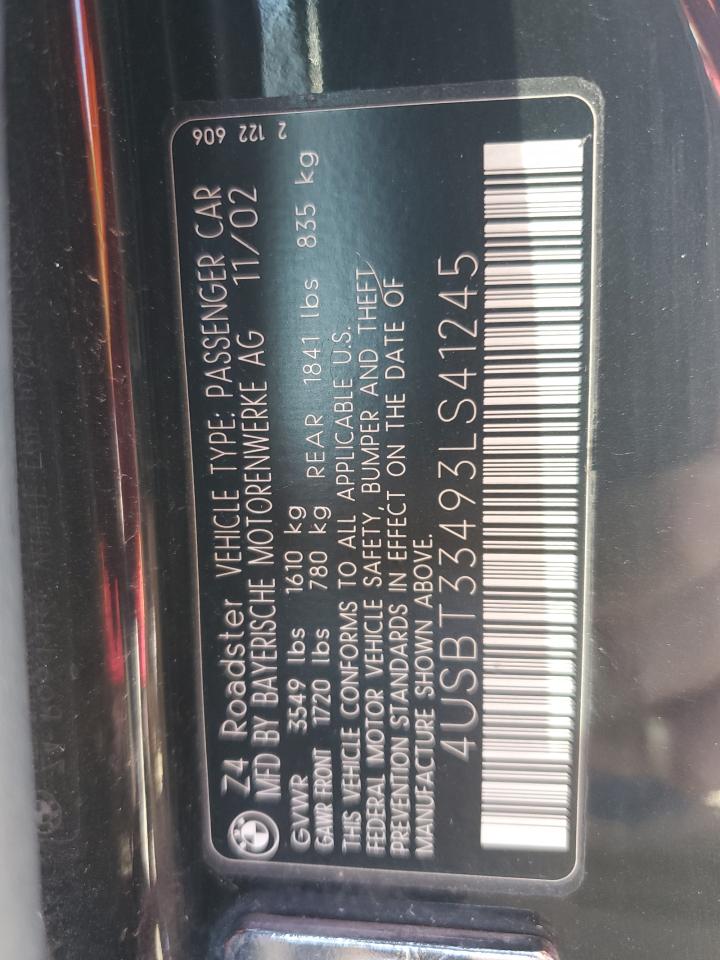 Z4 Roadster VEHICLE TYPE: PASSENGER CAR
MFD BY BAYERISCHE MOTORENWERKE AG 11/02
GVWR 3549 lbs 1610 kg
GAWR FRONT 1720 lbs 780 kg REAR 1841 lbs 835 kg
THIS VEHICLE CONFORMS TO ALL APPLICABLE U.S.
FEDERAL MOTOR VEHICLE SAFETY, BUMPER AND THEFT
PREVENTION STANDARDS IN EFFECT ON THE DATE OF
MANUFACTURE SHOWN ABOVE.
4USBT33493LS41245
2 122 606